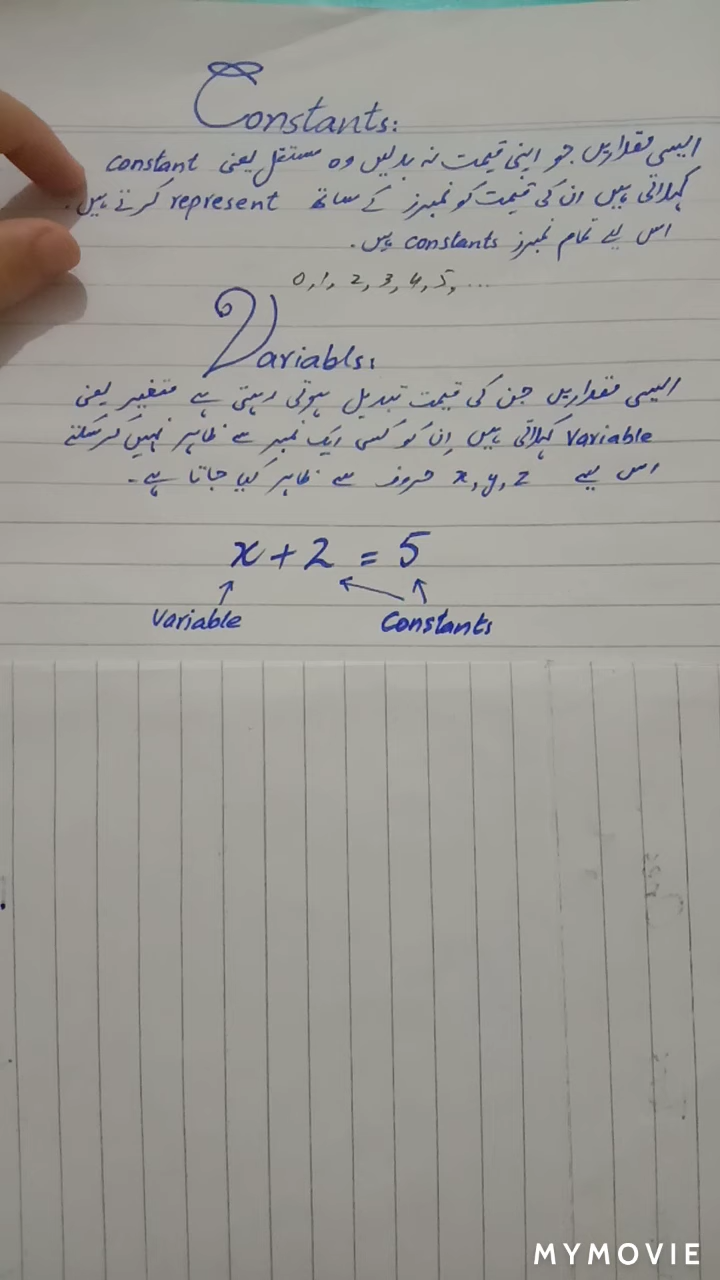 Constants:
ایسی مقداریں جو اپنی قیمت نہ بدلیں وہ مستقل یعنی constant
کہلاتی ہیں ان کی قیمت کو نمبرز کے ساتھ represent کرتے ہیں۔
اس لیے تمام نمبرز constants ہیں۔
0,1, 2, 3, 4, 5, ...
Variabls:
ایسی مقداریں جن کی قیمت تبدیل ہوتی رہتی ہے متغیر یعنی
Variable کہلاتی ہیں اِن کو کسی ایک نمبر سے ظاہر نہیں کرسکتے
اس لیے x, y, z حروف سے ظاہر کیا جاتا ہے۔
x + 2 = 5
Variable Constants
MYMOVIE